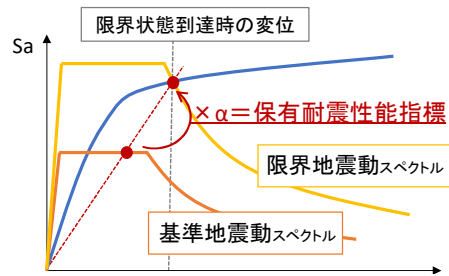 限界状態到達時の変位
Sa
×α＝保有耐震性能指標
限界地震動スペクトル
基準地震動スペクトル